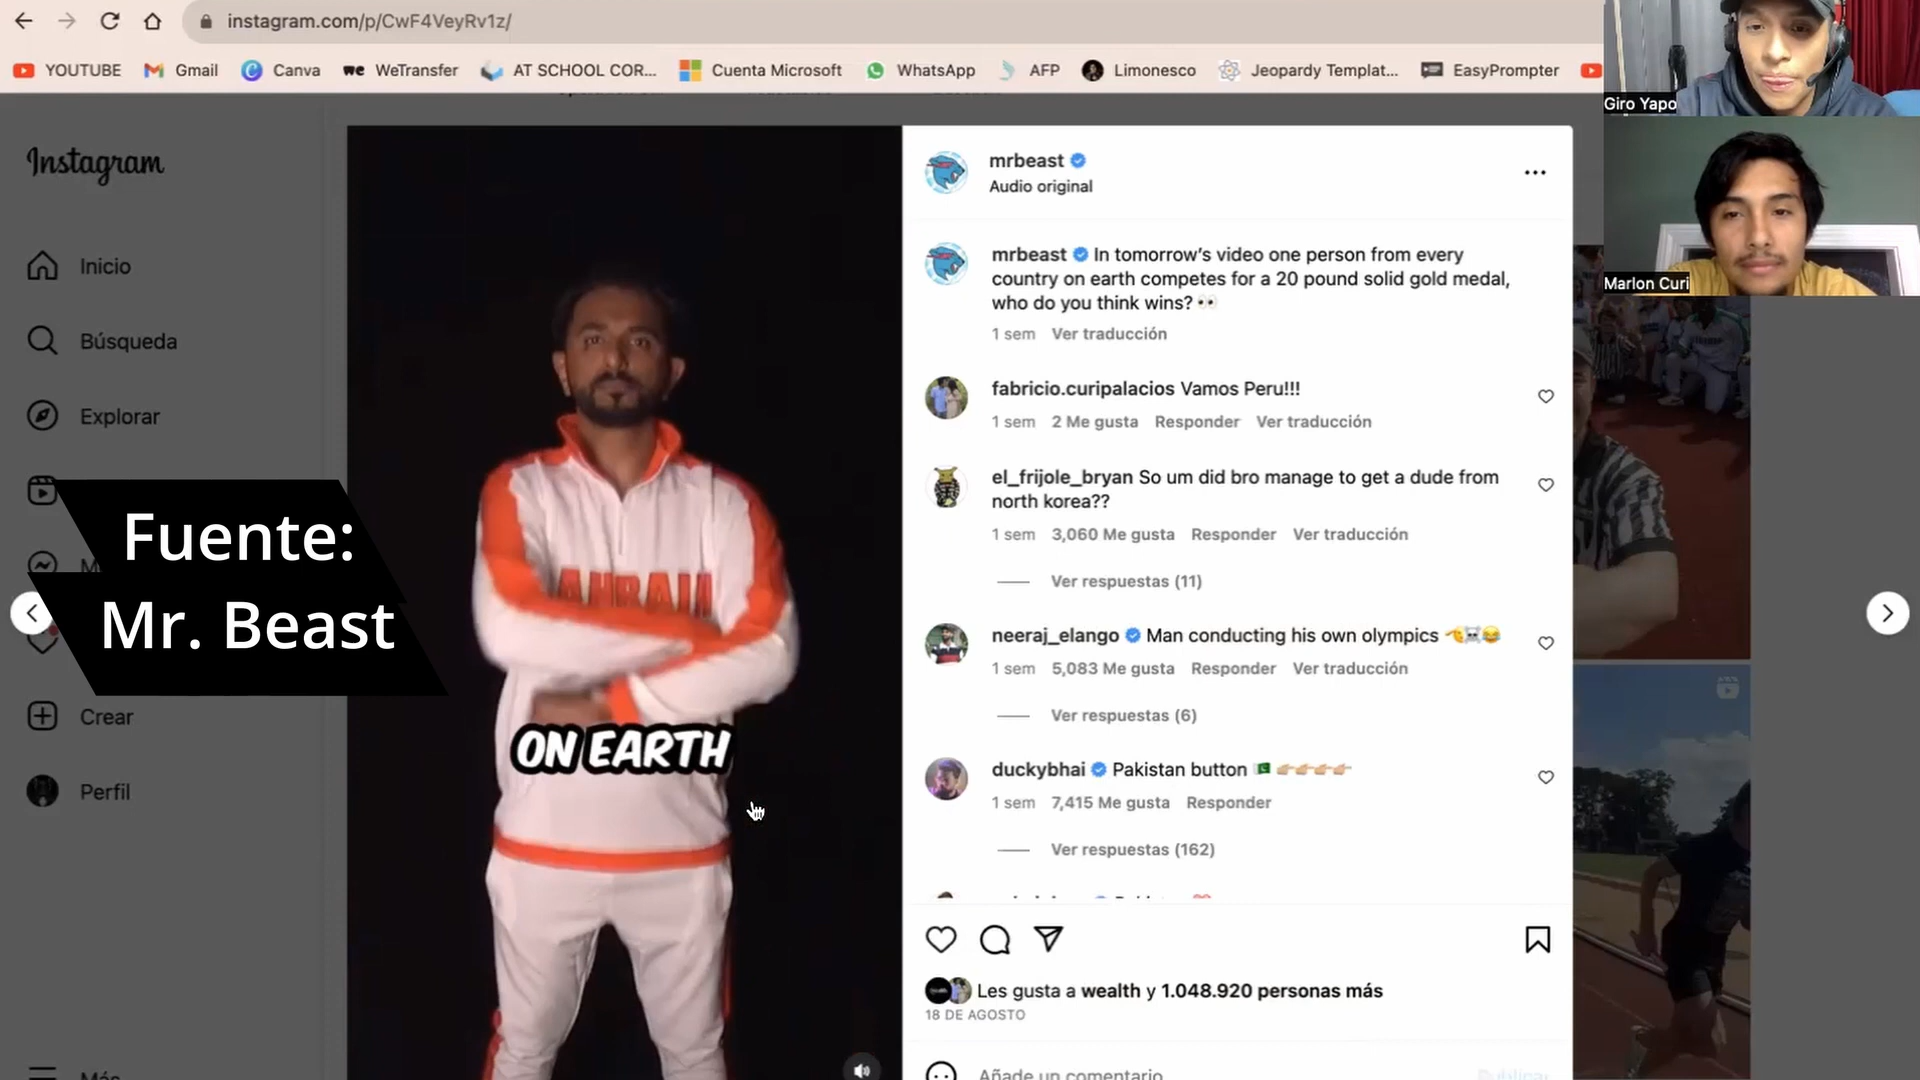 instagram.com/p/CwF4VeyRv1z/
YOUTUBE
Gmail
Canva
we WeTransfer
AT SCHOOL COR...
Cuenta Microsoft
WhatsApp
AFP
Limonesco
Jeopardy Templat...
EasyPrompter
Giro Yapo
Marlon Curi
Instagram
Inicio
Búsqueda
Explorar
Crear
Perfil
Más
Fuente:
Mr. Beast
ON EARTH
mrbeast
Audio original
mrbeast In tomorrow's video one person from every
country on earth competes for a 20 pound solid gold medal,
who do you think wins? 👀
1 sem Ver traducción
fabricio.curipalacios Vamos Peru!!!
1 sem 2 Me gusta Responder Ver traducción
el_frijole_bryan So um did bro manage to get a dude from
north korea??
1 sem 3,060 Me gusta Responder Ver traducción
Ver respuestas (11)
neeraj_elango Man conducting his own olympics
1 sem 5,083 Me gusta Responder Ver traducción
Ver respuestas (6)
duckybhai Pakistan button 🇵🇰 👉🏼👉🏼👉🏼👉🏼
1 sem 7,415 Me gusta Responder
Ver respuestas (162)
Les gusta a wealth y 1.048.920 personas más
18 DE AGOSTO
Añade un comentario
Publicar